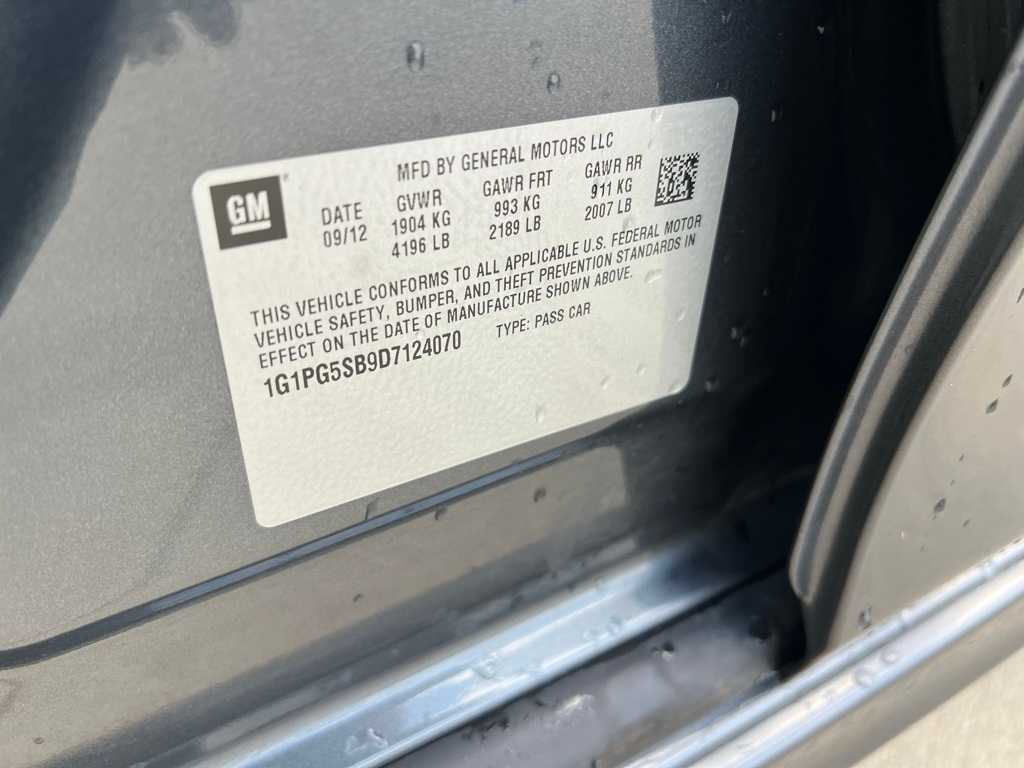 GM
MFD BY GENERAL MOTORS LLC
DATE GVWR GAWR FRT GAWR RR
09/12 1904 KG 993 KG 911 KG
4196 LB 2189 LB 2007 LB
THIS VEHICLE CONFORMS TO ALL APPLICABLE U.S. FEDERAL MOTOR
VEHICLE SAFETY, BUMPER, AND THEFT PREVENTION STANDARDS IN
EFFECT ON THE DATE OF MANUFACTURE SHOWN ABOVE.
1G1PG5SB9D7124070 TYPE: PASS CAR